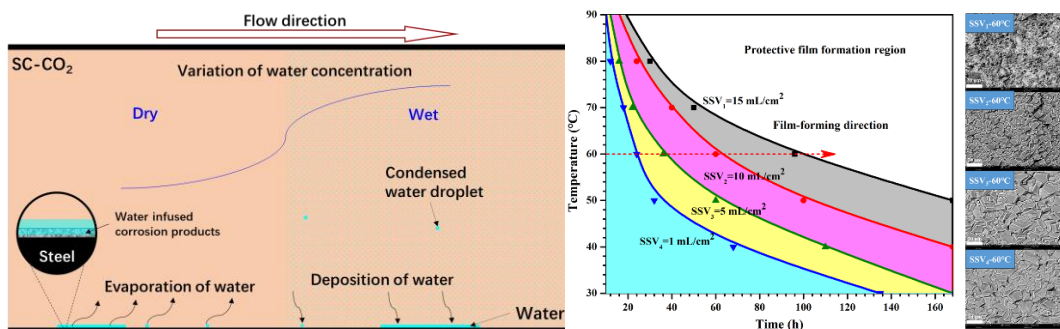 Flow direction
SC-CO₂
Variation of water concentration
Dry
Wet
Condensed
water droplet
Water infused
corrosion products
Steel
Evaporation of water
Deposition of water
Water
90
80
70
60
50
40
30
Temperature (°C)
Protective film formation region
SSV₁=15 mL/cm²
Film-forming direction
SSV₂=10 mL/cm²
SSV₃=5 mL/cm²
SSV₄=1 mL/cm²
20 40 60 80 100 120 140 160
Time (h)
SSV₁-60°C
SSV₂-60°C
SSV₃-60°C
SSV₄-60°C